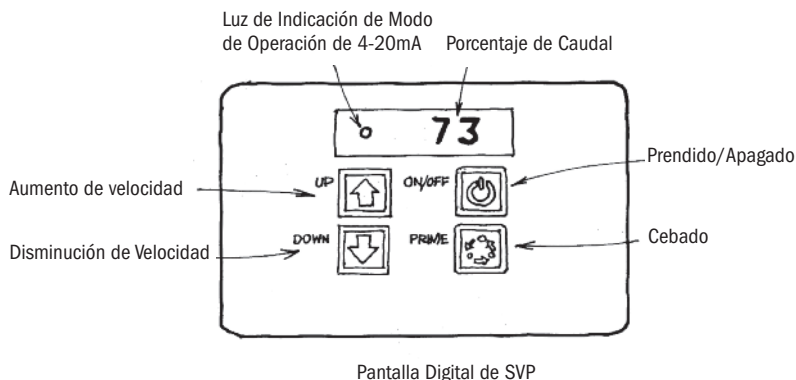 Luz de Indicación de Modo
de Operación de 4-20mA
Porcentaje de Caudal
73
Prendido/Apagado
Aumento de velocidad
UP
ON/OFF
Disminución de Velocidad
DOWN
PRIME
Cebado
Pantalla Digital de SVP